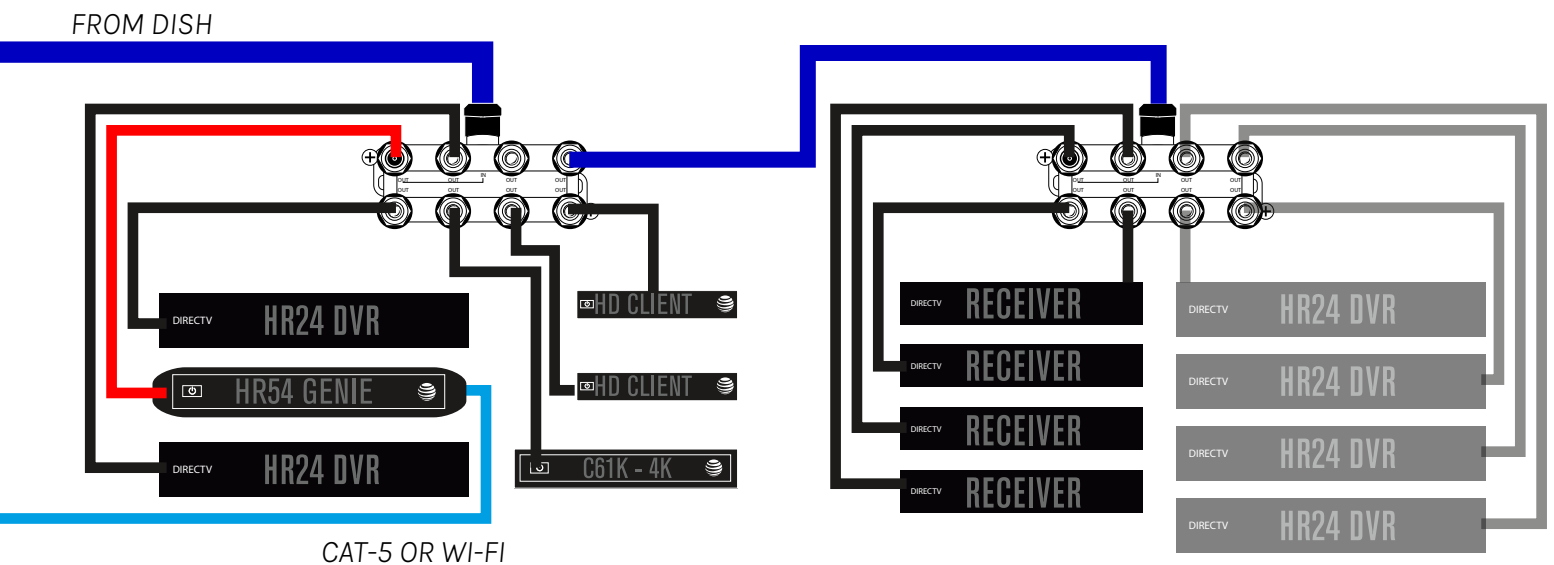 FROM DISH
IN
OUT OUT OUT OUT
OUT OUT OUT OUT
DIRECTV HR24 DVR
HR54 GENIE
DIRECTV HR24 DVR
HD CLIENT
HD CLIENT
C61K - 4K
CAT-5 OR WI-FI
IN
OUT OUT OUT OUT
OUT OUT OUT OUT
DIRECTV RECEIVER
DIRECTV RECEIVER
DIRECTV RECEIVER
DIRECTV RECEIVER
DIRECTV HR24 DVR
DIRECTV HR24 DVR
DIRECTV HR24 DVR
DIRECTV HR24 DVR